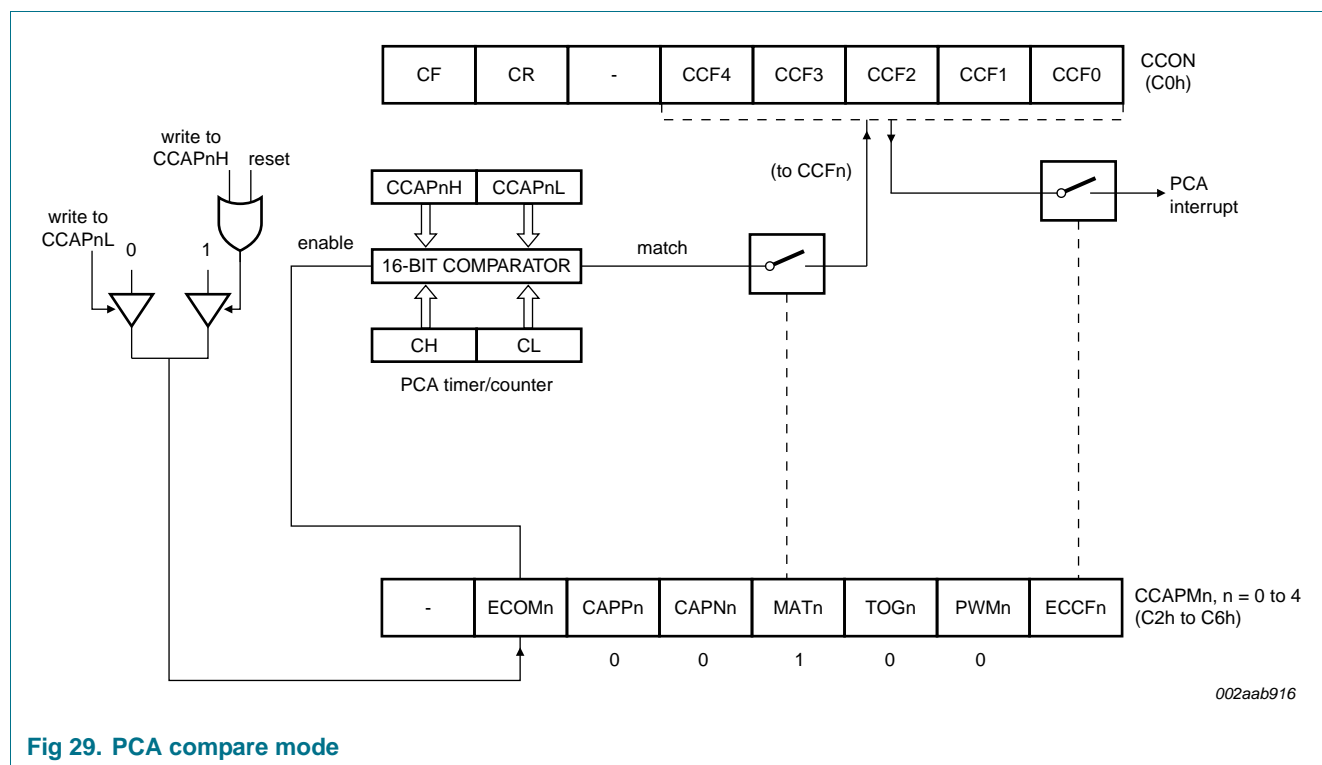 CF CR - CCF4 CCF3 CCF2 CCF1 CCF0
CCON
(C0h)
write to
CCAPnH reset
write to
CCAPnL
0 1
enable
CCAPnH CCAPnL
16-BIT COMPARATOR
CH CL
PCA timer/counter
match
(to CCFn)
PCA
interrupt
- ECOMn CAPPn CAPNn MATn TOGn PWMn ECCFn
CCAPMn, n = 0 to 4
(C2h to C6h)
0 0 1 0 0
002aab916
Fig 29. PCA compare mode